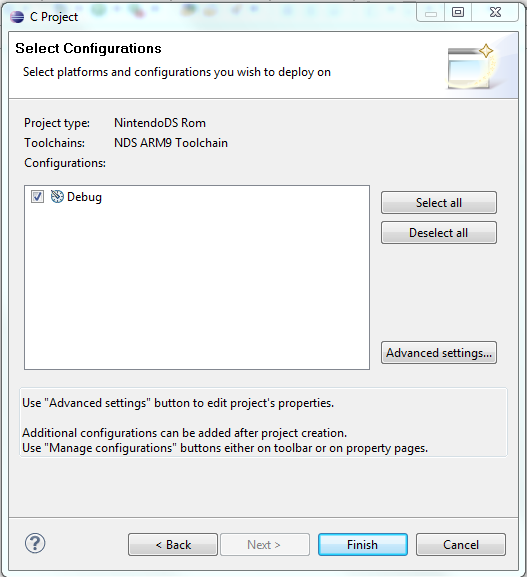 C Project
Select Configurations
Select platforms and configurations you wish to deploy on
Project type: NintendoDS Rom
Toolchains: NDS ARM9 Toolchain
Configurations:
Debug
Select all
Deselect all
Advanced settings...
Use "Advanced settings" button to edit project's properties.
Additional configurations can be added after project creation.
Use "Manage configurations" buttons either on toolbar or on property pages.
?
< Back
Next >
Finish
Cancel